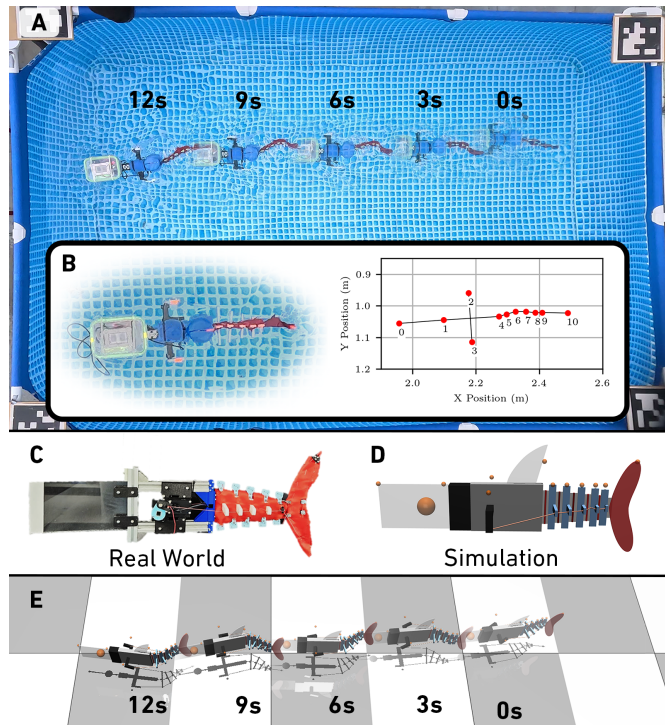 A
12s 9s 6s 3s 0s
B
0.9
1.0
1.1
1.2
Y Position (m)
0 1 2 3 4 5 6 7 8 9 10
2.0 2.2 2.4 2.6
X Position (m)
C
D
Real World
Simulation
E
12s 9s 6s 3s 0s